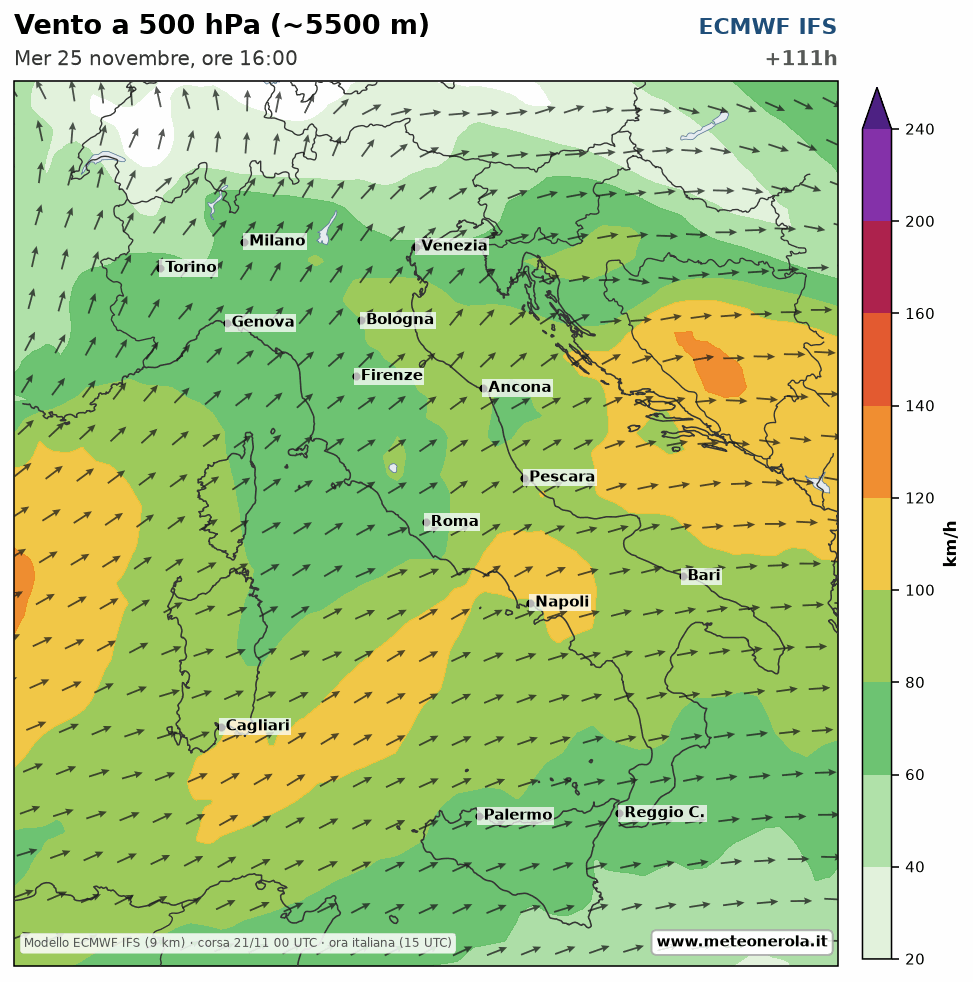 Vento a 500 hPa (~5500 m)
ECMWF IFS
Mer 25 novembre, ore 16:00
+111h
240
200
160
140
120
100
80
60
40
20
km/h
Milano
Venezia
Torino
Genova
Bologna
Firenze
Ancona
Pescara
Roma
Bari
Napoli
Cagliari
Palermo
Reggio C.
Modello ECMWF IFS (9 km) · corsa 21/11 00 UTC · ora italiana (15 UTC)
www.meteonerola.it